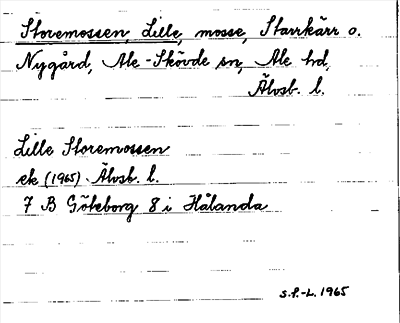 Storemossen, Lille, mosse, Starrkärr o.
Nygård, Ale-Skövde sn, Ale hd,
Älvsb. l.
Lille Storemossen
ek (1965). Älvsb. l.
7 B Göteborg 8 i Hålanda
S.P.-L. 1965